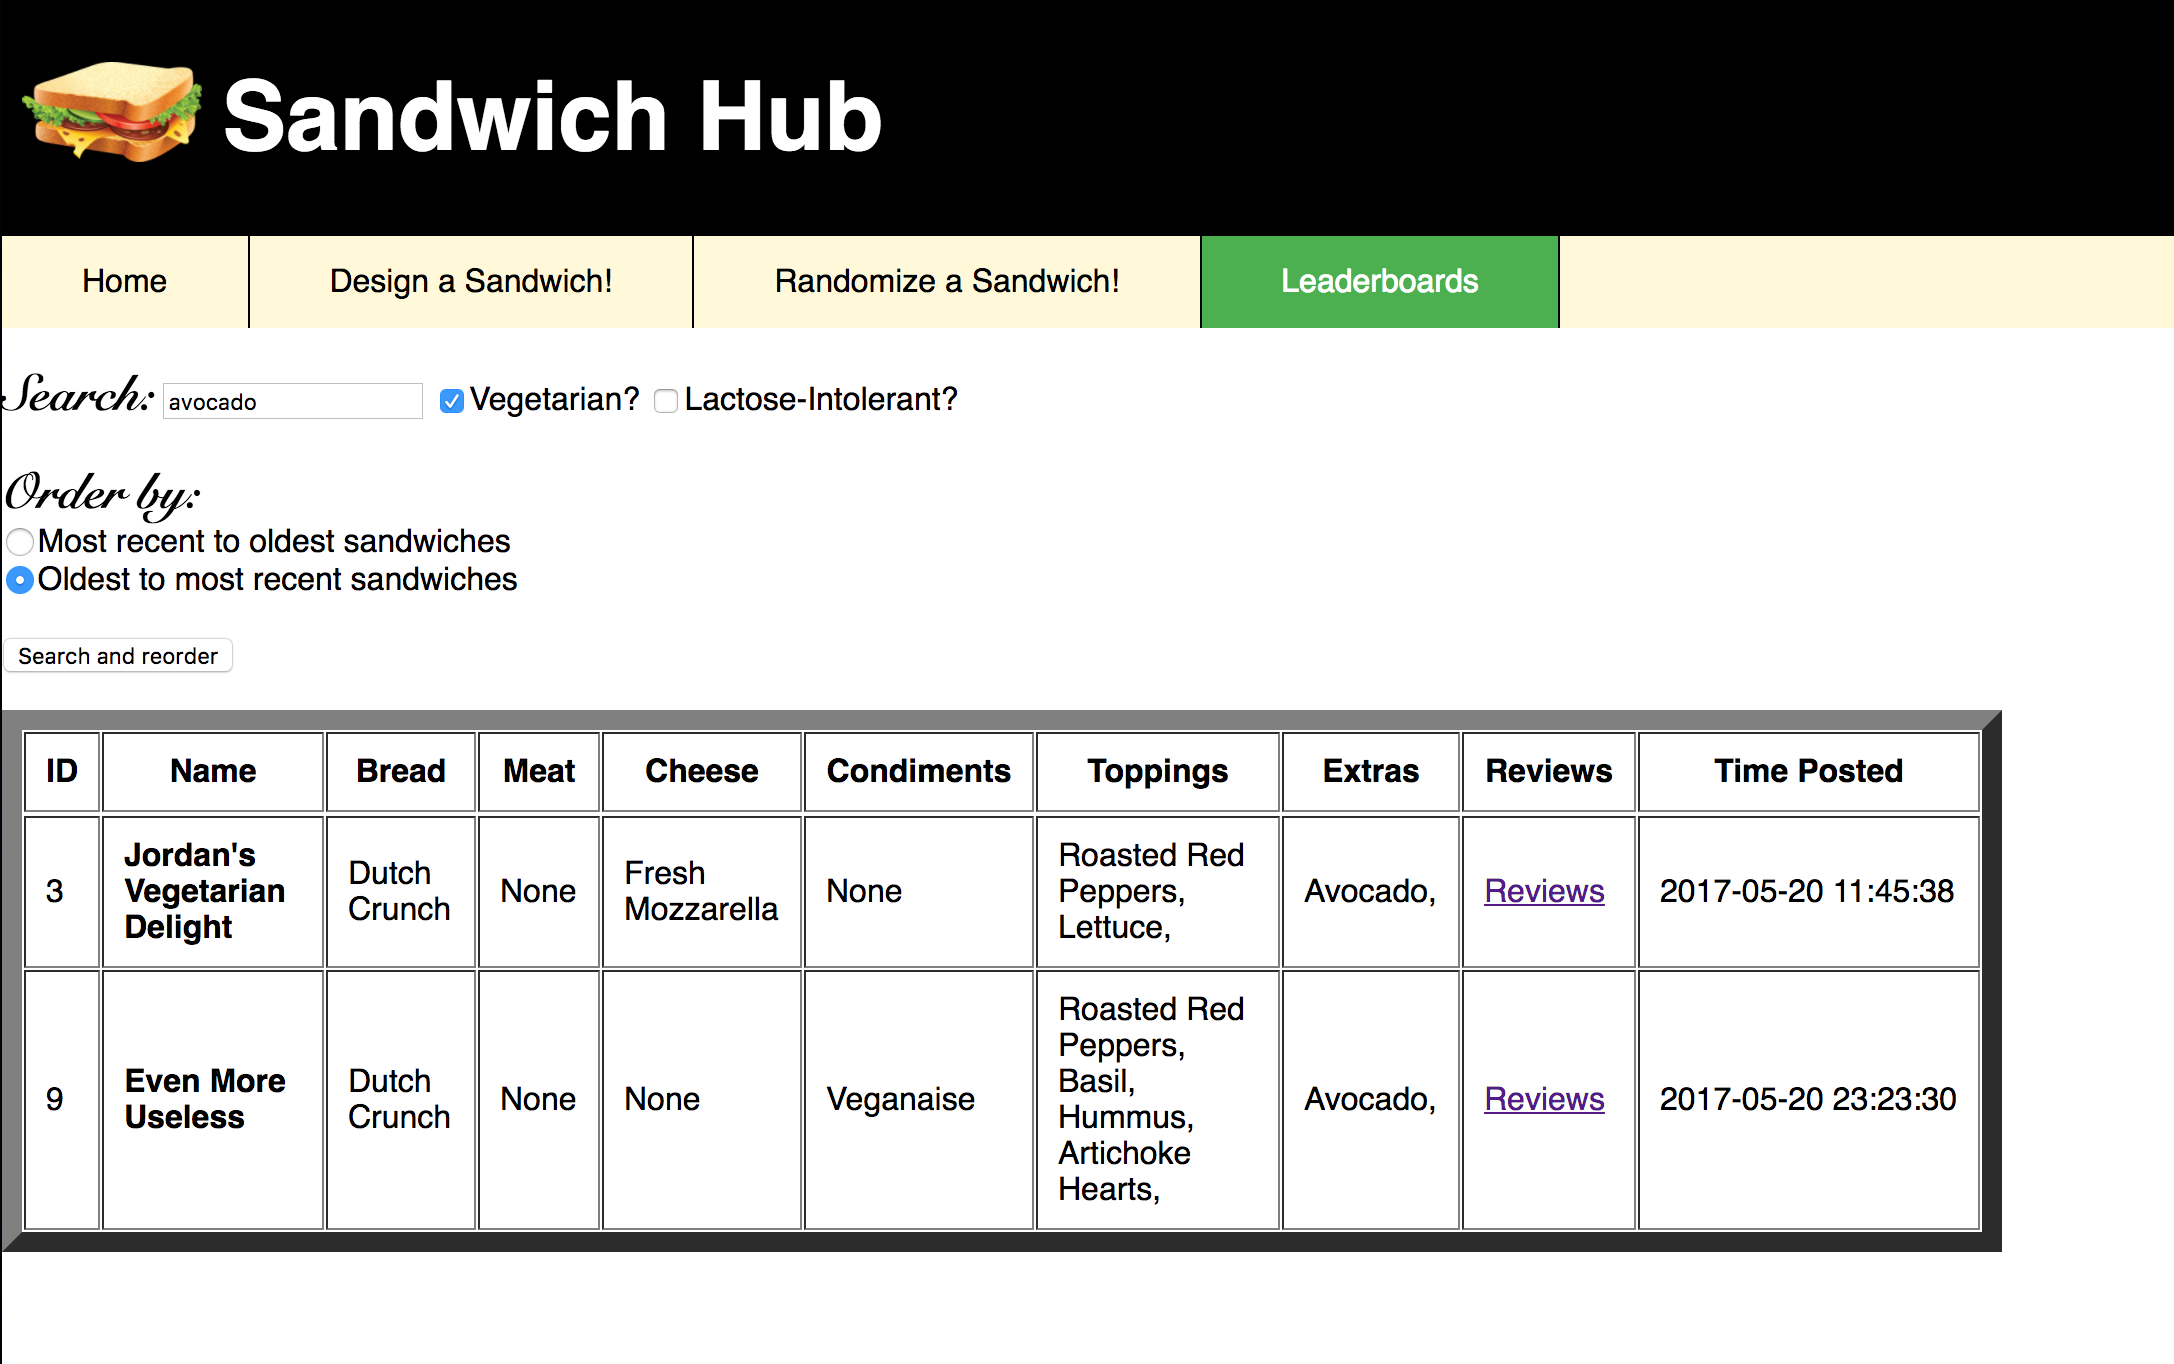 Sandwich Hub
Home Design a Sandwich! Randomize a Sandwich! Leaderboards
Search: avocado Vegetarian? Lactose-Intolerant?
Order by:
Most recent to oldest sandwiches
Oldest to most recent sandwiches
Search and reorder
ID Name Bread Meat Cheese Condiments Toppings Extras Reviews Time Posted
3
Jordan's
Vegetarian
Delight
Dutch
Crunch
None
Fresh
Mozzarella
None
Roasted Red
Peppers,
Lettuce,
Avocado,
Reviews
2017-05-20 11:45:38
9
Even More
Useless
Dutch
Crunch
None
None
Veganaise
Roasted Red
Peppers,
Basil,
Hummus,
Artichoke
Hearts,
Avocado,
Reviews
2017-05-20 23:23:30